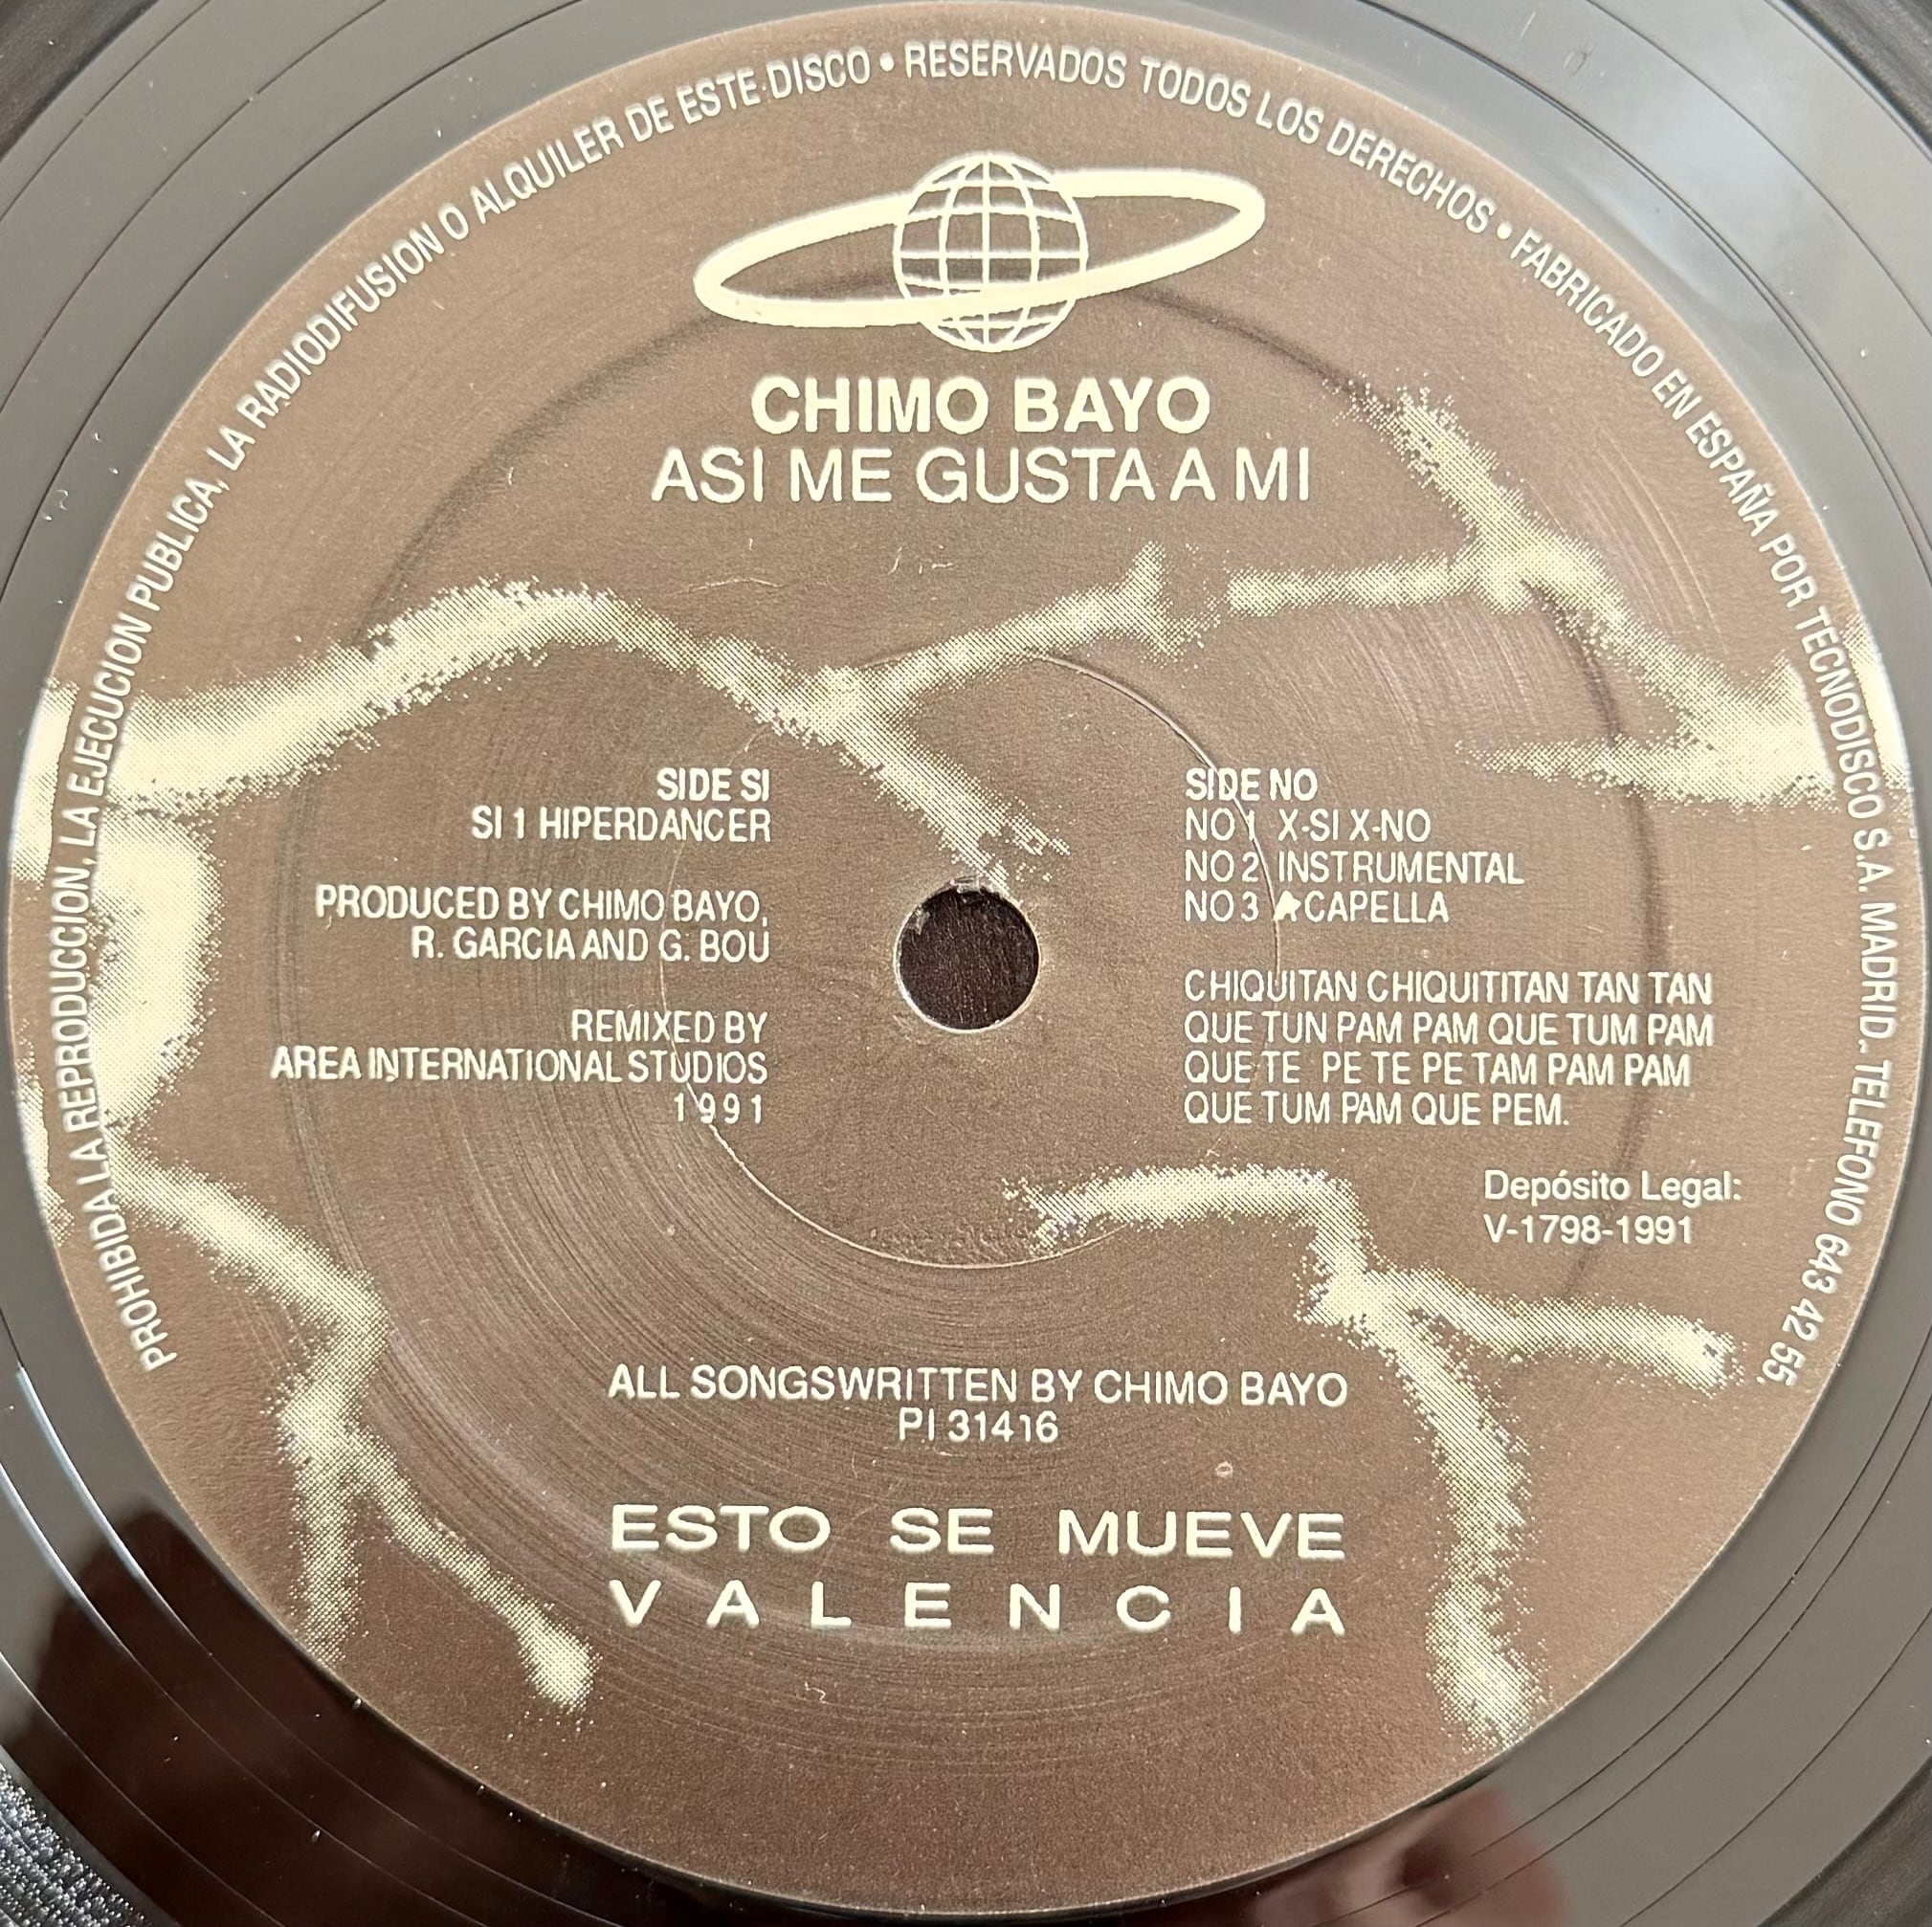 PROHIBIDA LA REPRODUCCION, LA EJECUCION PUBLICA, LA RADIODIFUSION O ALQUILER DE ESTE DISCO • RESERVADOS TODOS LOS DERECHOS • FABRICADO EN ESPAÑA POR TECNODISCO S.A. MADRID. TELEFONO 643 42 55.
CHIMO BAYO
ASI ME GUSTA A MI
SIDE SI
SI 1 HIPERDANCER
PRODUCED BY CHIMO BAYO,
R. GARCIA AND G. BOU
REMIXED BY
AREA INTERNATIONAL STUDIOS
1991
SIDE NO
NO 1 X-SI X-NO
NO 2 INSTRUMENTAL
NO 3 A CAPELLA
CHIQUITAN CHIQUITITAN TAN TAN
QUE TUN PAM PAM QUE TUM PAM
QUE TE PE TE PE TAM PAM PAM
QUE TUM PAM QUE PEM.
Depósito Legal:
V-1798-1991
ALL SONGSWRITTEN BY CHIMO BAYO
PI 31416
ESTO SE MUEVE
VALENCIA